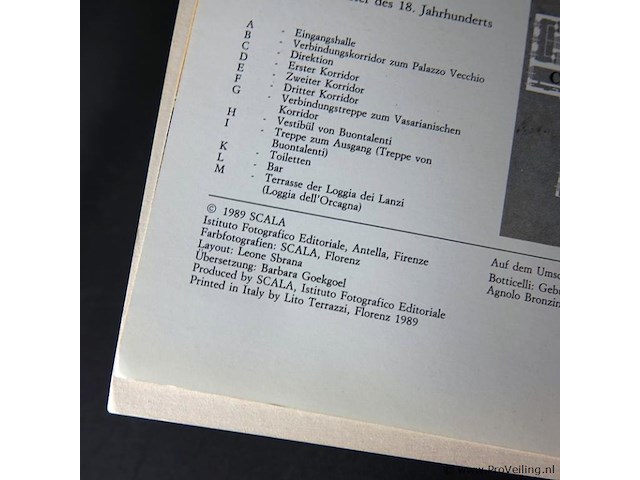 des 18. Jahrhunderts
A - Eingangshalle
B - Verbindungskorridor zum Palazzo Vecchio
C - Direktion
D - Erster Korridor
E - Zweiter Korridor
F - Dritter Korridor
G - Verbindungstreppe zum Vasarianischen
Korridor
H - Vestibül von Buontalenti
I - Treppe zum Ausgang (Treppe von
Buontalenti)
K - Toiletten
L - Bar
M - Terrasse der Loggia dei Lanzi
(Loggia dell'Orcagna)
© 1989 SCALA
Istituto Fotografico Editoriale, Antella, Firenze
Farbfotografien: SCALA, Florenz
Layout: Leone Sbrana
Übersetzung: Barbara Goekgoel
Produced by SCALA, Istituto Fotografico Editoriale
Printed in Italy by Lito Terrazzi, Florenz 1989
Auf dem Umsc
Botticelli: Gebu
Agnolo Bronzin
ProVeiling.nl